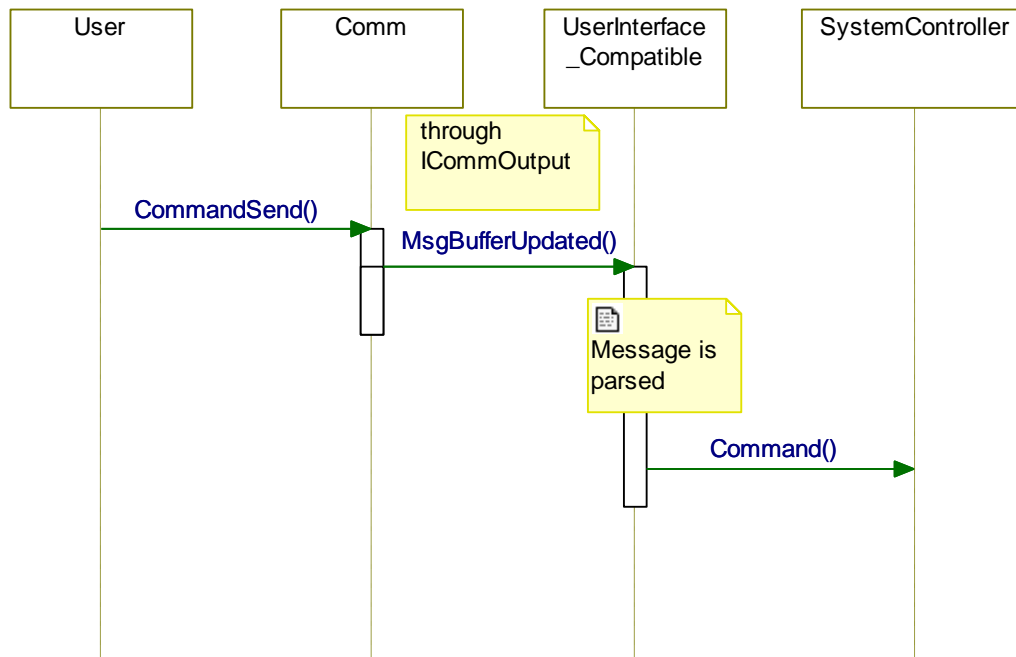 User
Comm
UserInterface
_Compatible
SystemController
through
ICommOutput
CommandSend()
MsgBufferUpdated()
Message is
parsed
Command()